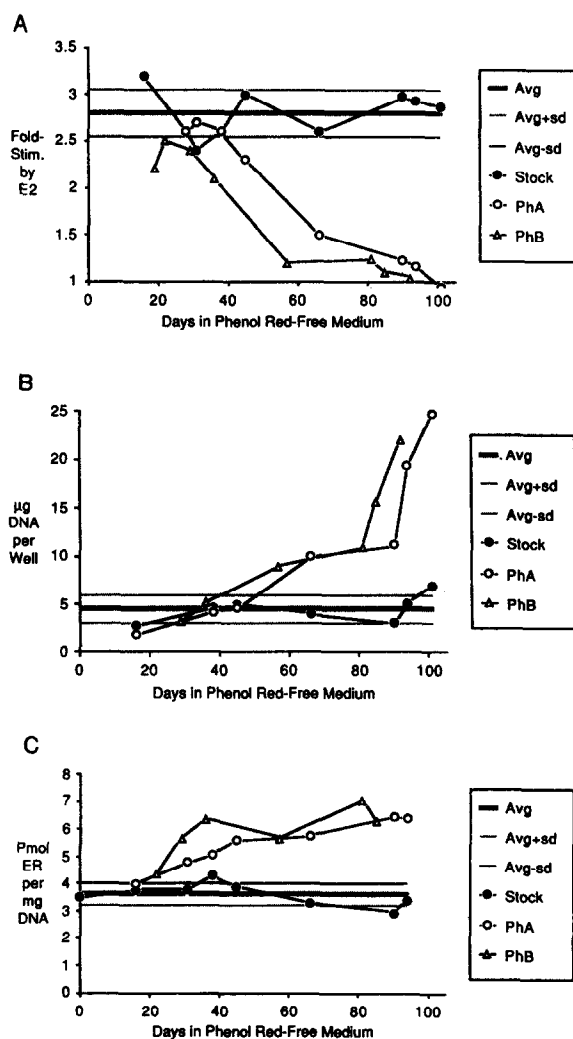 A
3.5
3
2.5
2
1.5
1
Fold-
Stim.
by
E2
0
20
40
60
80
100
Days in Phenol Red-Free Medium
Avg
Avg+sd
Avg-sd
Stock
PhA
PhB
B
25
20
15
10
5
0
µg
DNA
per
Well
0
20
40
60
80
100
Days in Phenol Red-Free Medium
Avg
Avg+sd
Avg-sd
Stock
PhA
PhB
C
8
7
6
5
4
3
2
1
0
Pmol
ER
per
mg DNA
0
20
40
60
80
100
Days in Phenol Red-Free Medium
Avg
Avg+sd
Avg-sd
Stock
PhA
PhB